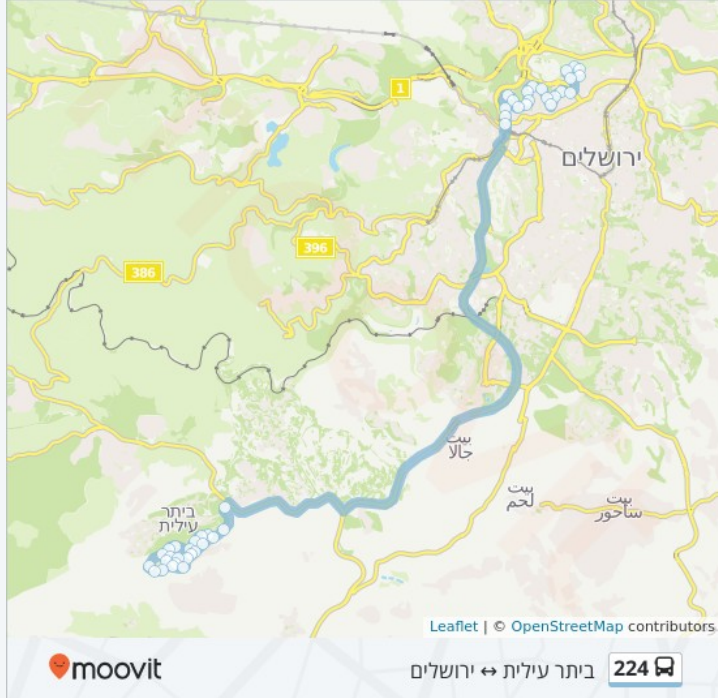 1
ירושלים
396
386
بيت
جالا
ביתר
עילית
بيت
لحم
بيت
ساحور
Leaflet | © OpenStreetMap contributors
moovit
ביתר עילית ↔ ירושלים
224